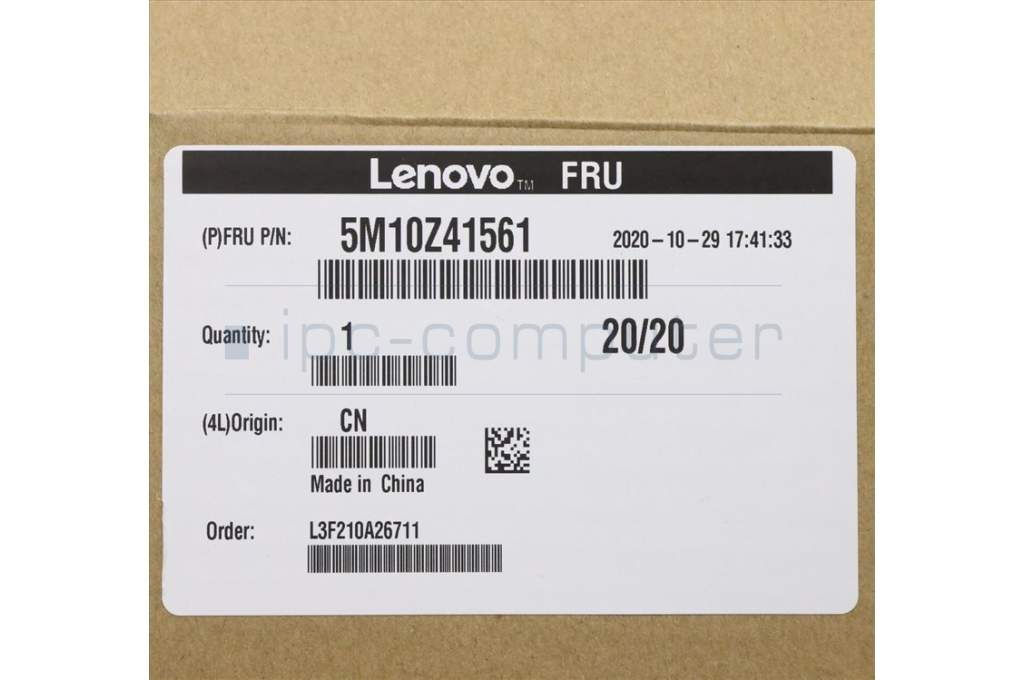 Lenovo™ FRU
(P)FRU P/N: 5M10Z41561 2020-10-29 17:41:33
Quantity: 1 20/20
ipc-computer
(4L)Origin: CN
Made in China
Order: L3F210A26711